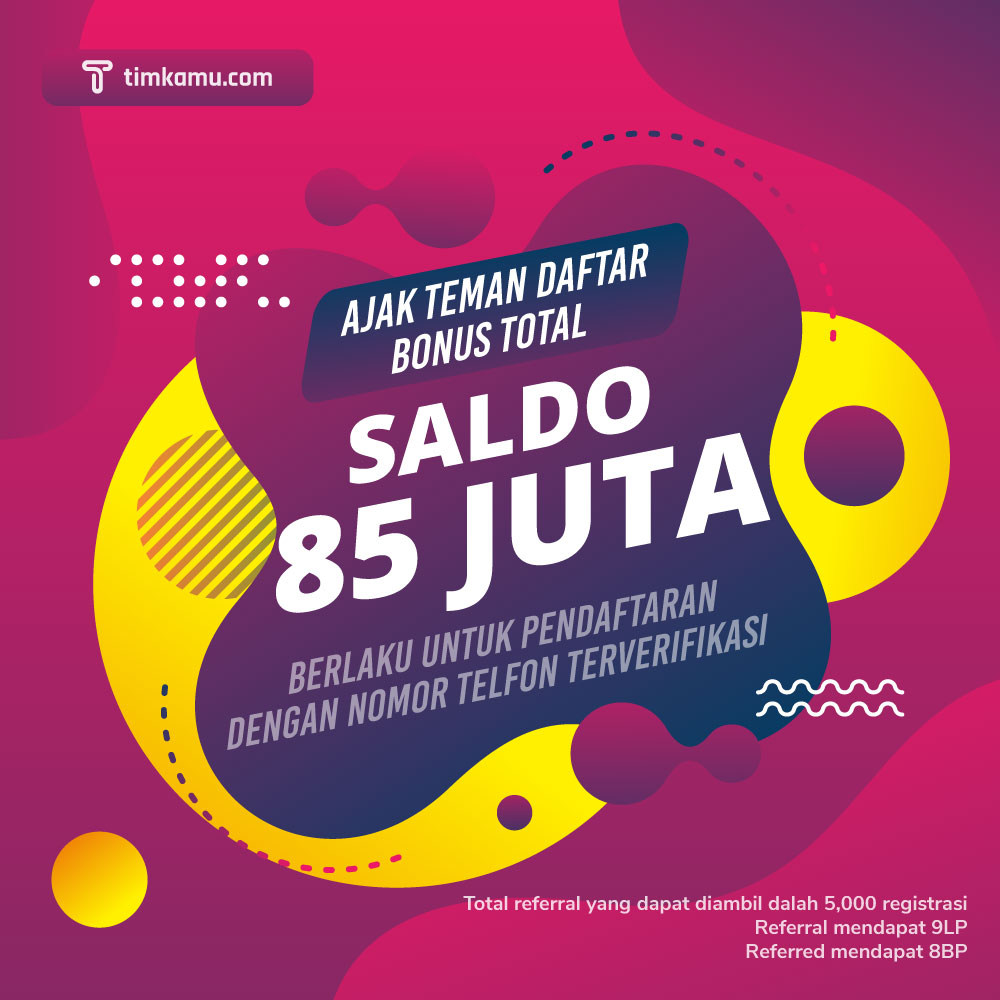 timkamu.com
AJAK TEMAN DAFTAR
BONUS TOTAL
SALDO
85 JUTA
BERLAKU UNTUK PENDAFTARAN
DENGAN NOMOR TELFON TERVERIFIKASI
Total referral yang dapat diambil dalah 5,000 registrasi
Referral mendapat 9LP
Referred mendapat 8BP